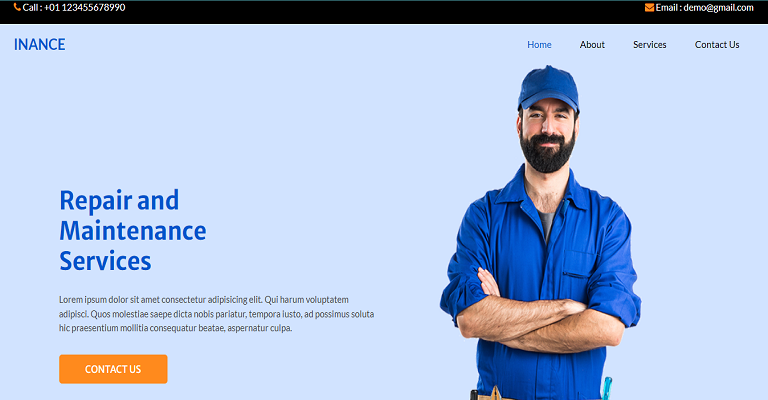 Call : +01 123455678990
Email : demo@gmail.com
INANCE
Home About Services Contact Us
Repair and
Maintenance
Services
Lorem ipsum dolor sit amet consectetur adipisicing elit. Qui harum voluptatem
adipisci. Quos molestiae saepe dicta nobis pariatur, tempora iusto, ad possimus soluta
hic praesentium mollitia consequatur beatae, aspernatur culpa.
CONTACT US